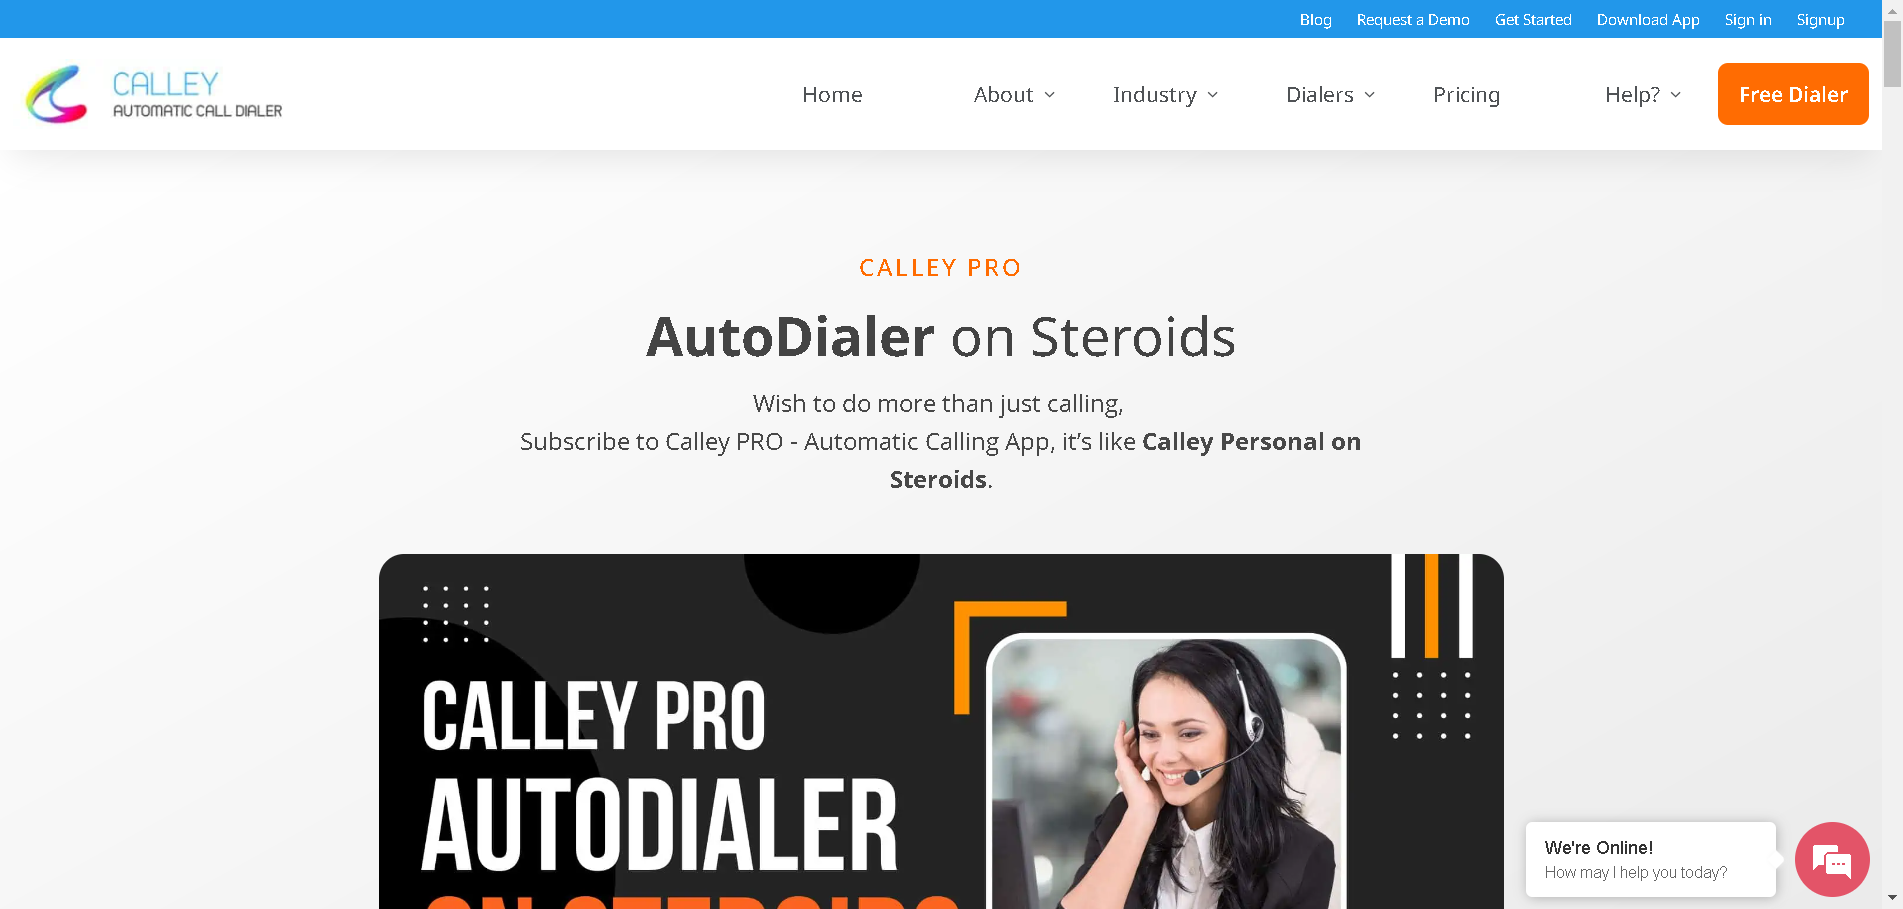 Blog Request a Demo Get Started Download App Sign in Signup
CALLEY
AUTOMATIC CALL DIALER
Home About Industry Dialers Pricing Help? Free Dialer
CALLEY PRO
AutoDialer on Steroids
Wish to do more than just calling,
Subscribe to Calley PRO - Automatic Calling App, it's like Calley Personal on
Steroids.
CALLEY PRO
AUTODIALER
ON STEROIDS
We're Online!
How may I help you today?